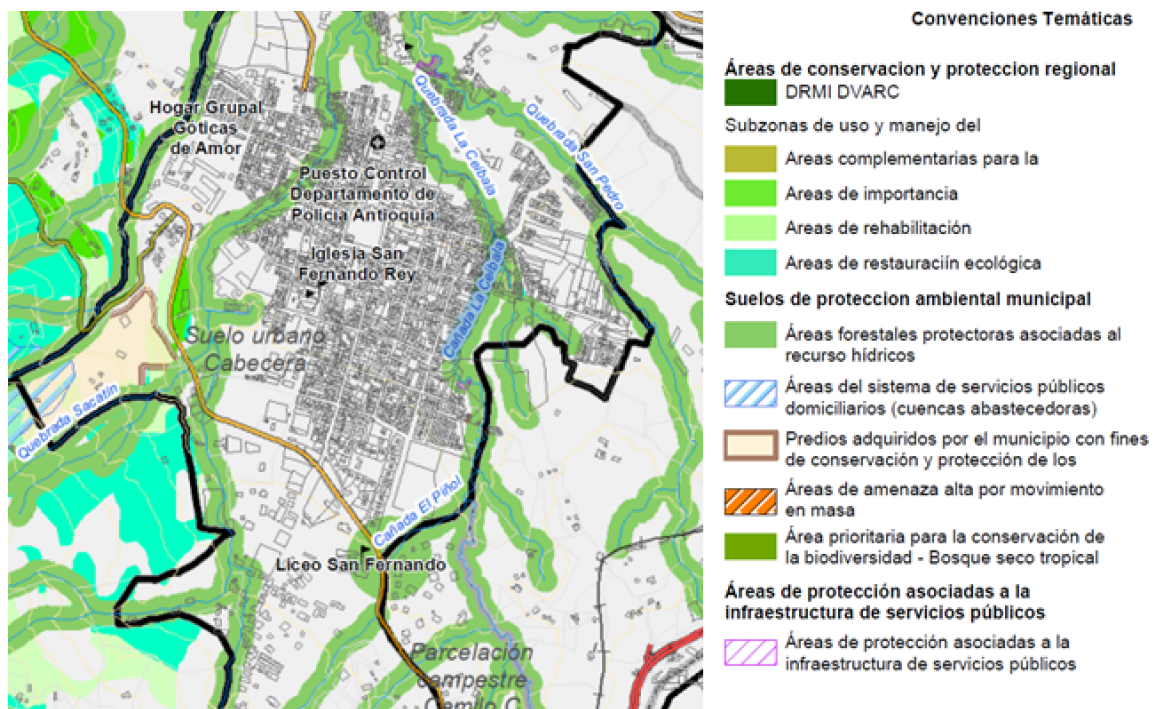 Hogar Grupal
Goticas
de Amor
Quebrada La Ceibala
Quebrada San Pedro
Puesto Control
Departamento de
Policia Antioquia
Iglesia San
Fernando Rey
Cañada La Ceibala
Suelo urbano
Cabecera
Quebrada Sacatín
Cañada El Piñol
Liceo San Fernando
Parcelación
campestre
Camilo C
Convenciones Temáticas
Áreas de conservacion y proteccion regional
DRMI DVARC
Subzonas de uso y manejo del
Areas complementarias para la
Areas de importancia
Areas de rehabilitación
Areas de restauraciín ecológica
Suelos de proteccion ambiental municipal
Áreas forestales protectoras asociadas al
recurso hídricos
Áreas del sistema de servicios públicos
domiciliarios (cuencas abastecedoras)
Predios adquiridos por el municipio con fines
de conservación y protección de los
Áreas de amenaza alta por movimiento
en masa
Área prioritaria para la conservación de
la biodiversidad - Bosque seco tropical
Áreas de protección asociadas a la
infraestructura de servicios públicos
Áreas de protección asociadas a la
infraestructura de servicios públicos